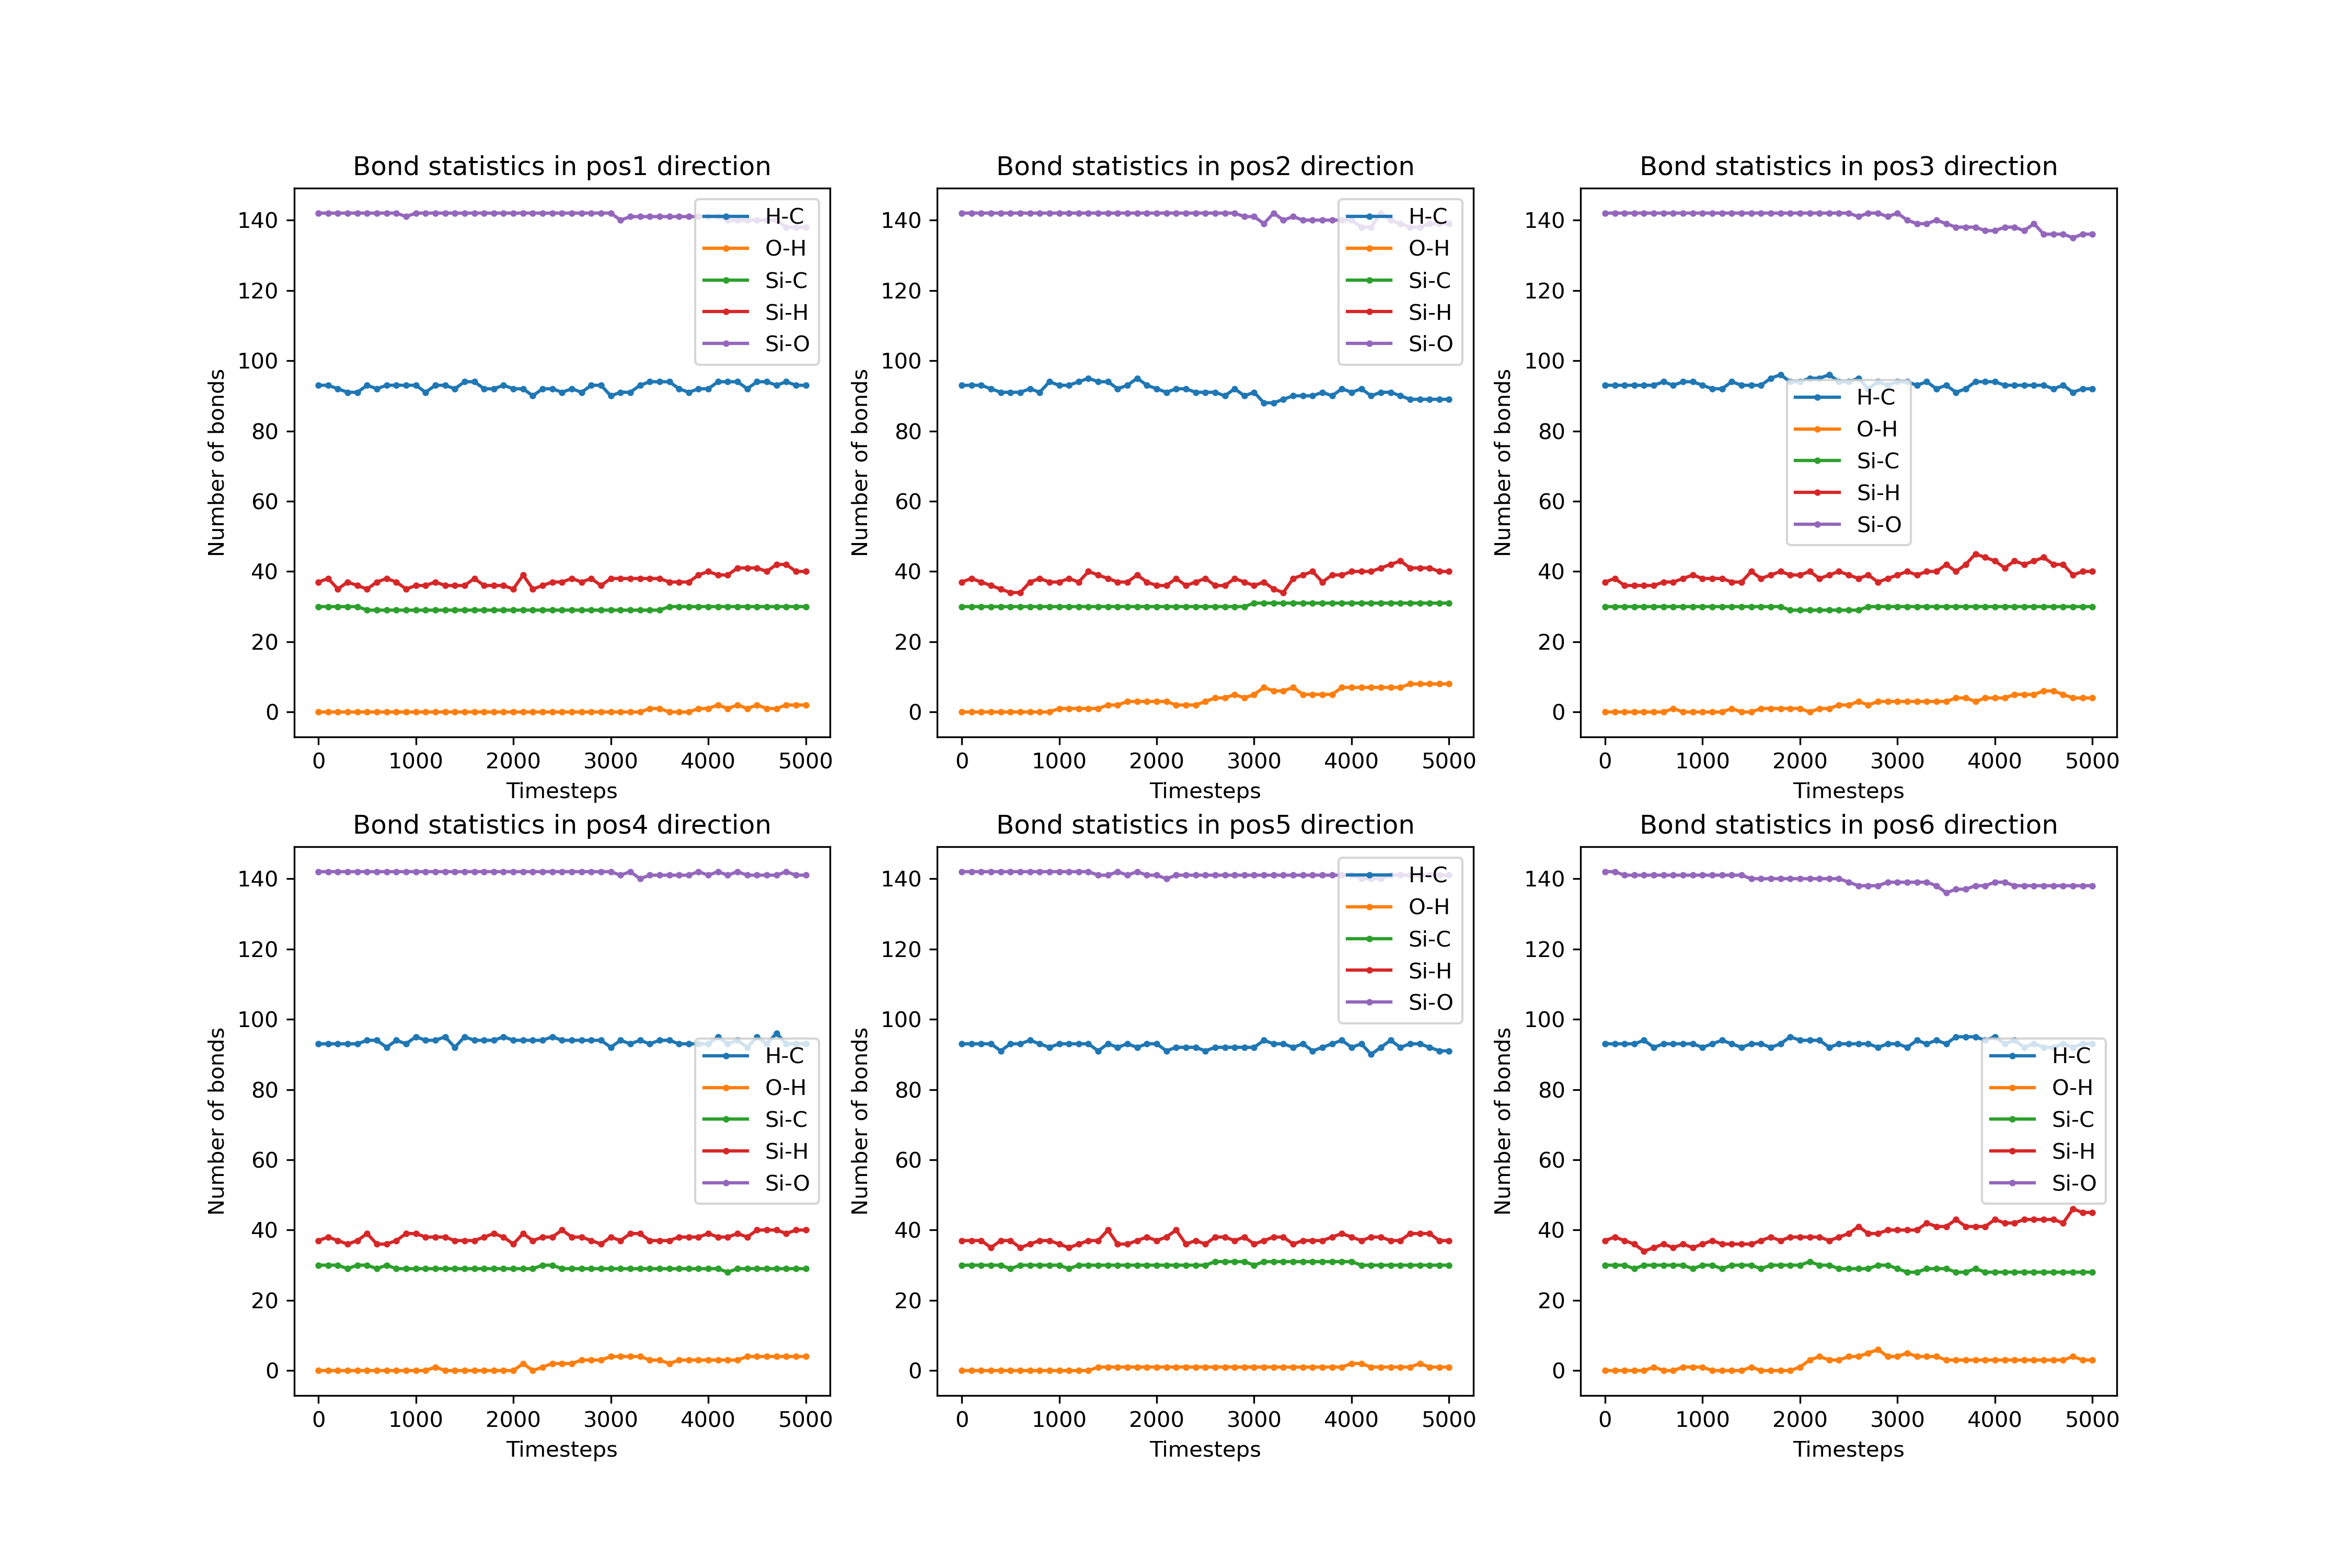 Bond statistics in pos1 direction
Number of bonds
140
120
100
80
60
40
20
0
H-C
O-H
Si-C
Si-H
Si-O
0 1000 2000 3000 4000 5000
Timesteps
Bond statistics in pos2 direction
Number of bonds
140
120
100
80
60
40
20
0
H-C
O-H
Si-C
Si-H
Si-O
0 1000 2000 3000 4000 5000
Timesteps
Bond statistics in pos3 direction
Number of bonds
140
120
100
80
60
40
20
0
H-C
O-H
Si-C
Si-H
Si-O
0 1000 2000 3000 4000 5000
Timesteps
Bond statistics in pos4 direction
Number of bonds
140
120
100
80
60
40
20
0
H-C
O-H
Si-C
Si-H
Si-O
0 1000 2000 3000 4000 5000
Timesteps
Bond statistics in pos5 direction
Number of bonds
140
120
100
80
60
40
20
0
H-C
O-H
Si-C
Si-H
Si-O
0 1000 2000 3000 4000 5000
Timesteps
Bond statistics in pos6 direction
Number of bonds
140
120
100
80
60
40
20
0
H-C
O-H
Si-C
Si-H
Si-O
0 1000 2000 3000 4000 5000
Timesteps